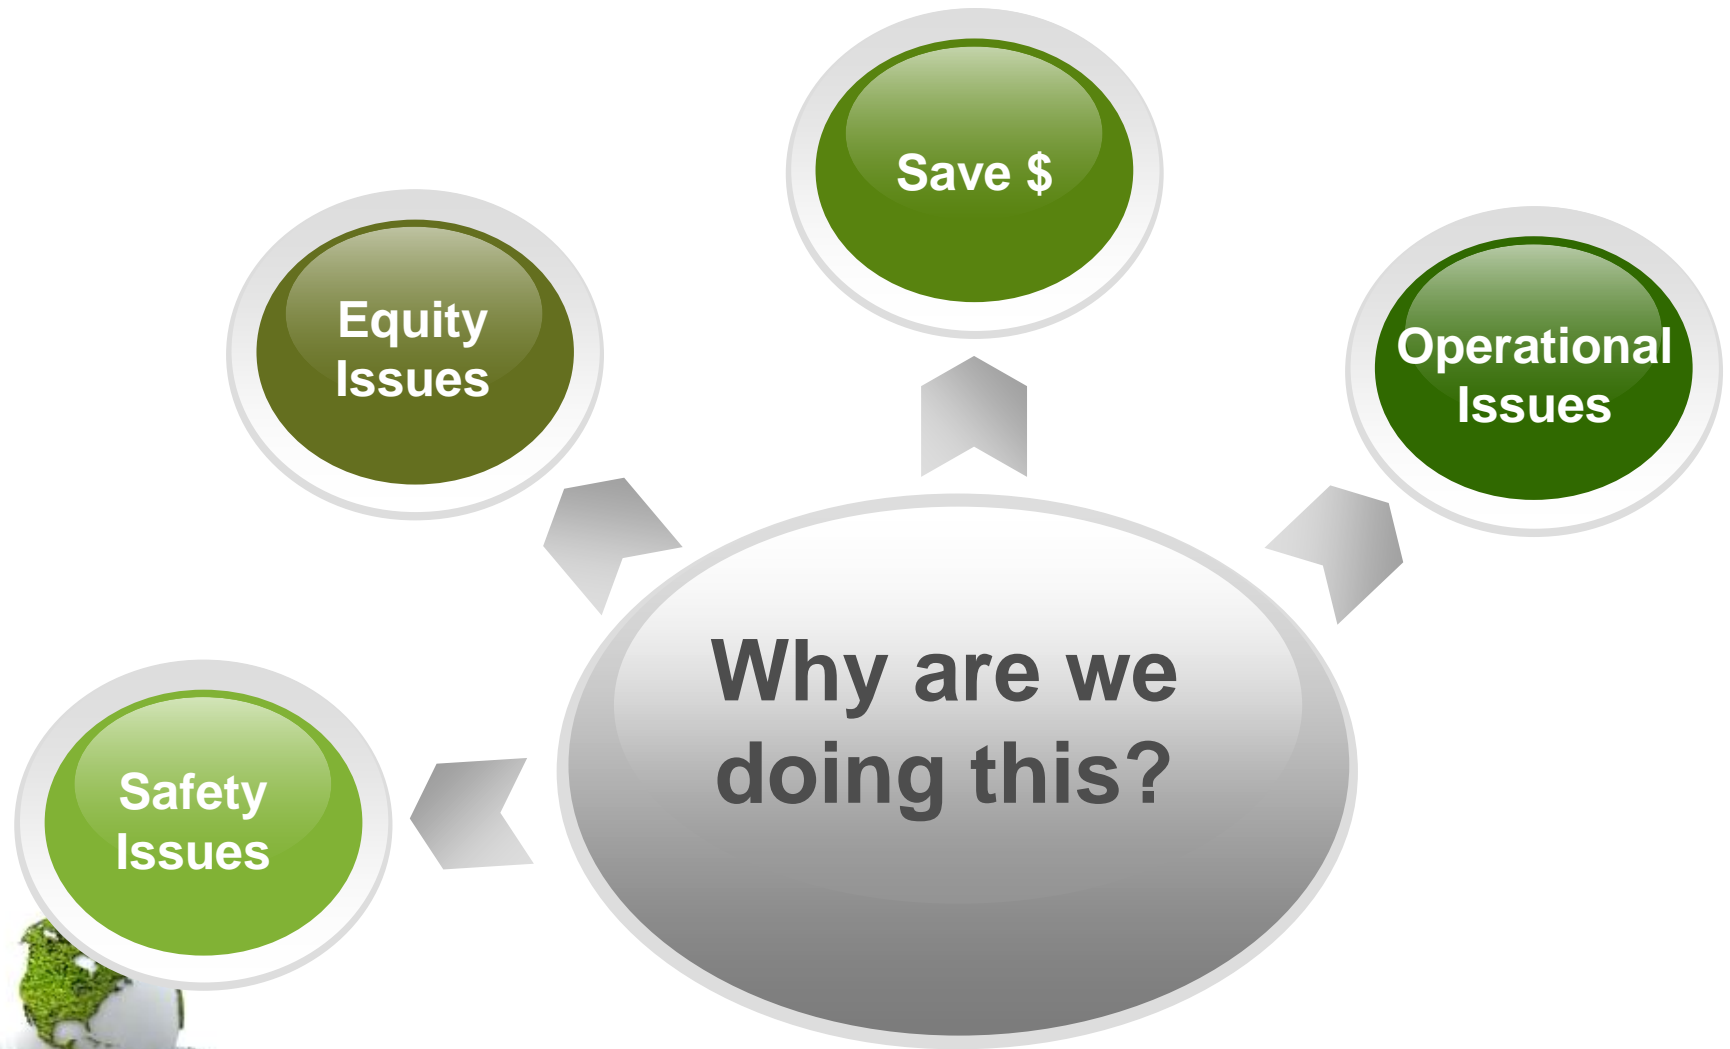 Save $
Equity
Issues
Operational
Issues
Why are we
doing this?
Safety
Issues